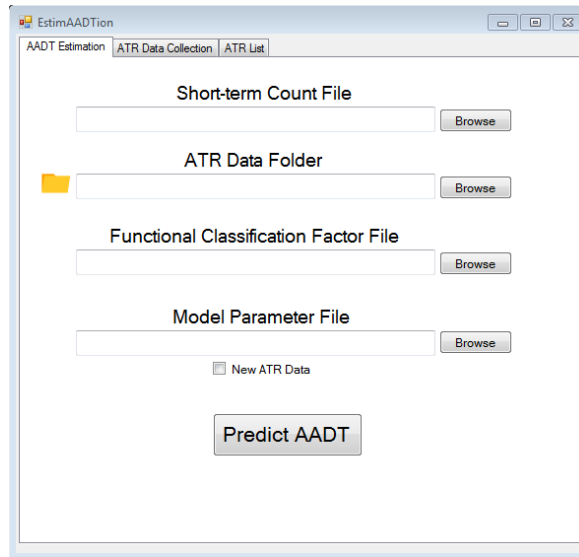 EstimAADTion
AADT Estimation ATR Data Collection ATR List
Short-term Count File
Browse
ATR Data Folder
Browse
Functional Classification Factor File
Browse
Model Parameter File
Browse
New ATR Data
Predict AADT